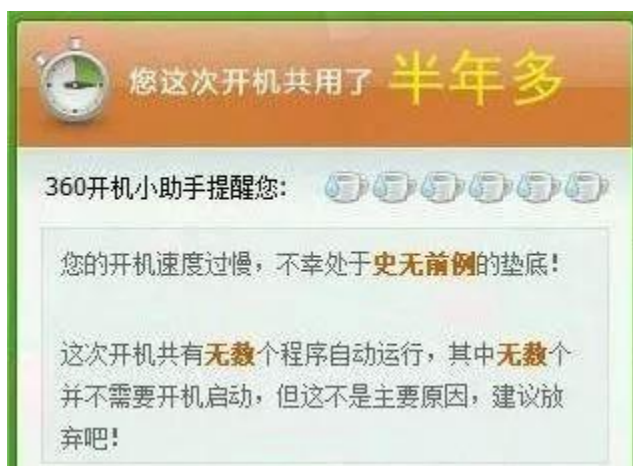 您这次开机共用了 半年多
360开机小助手提醒您:
您的开机速度过慢，不幸处于史无前例的垫底!
这次开机共有无数个程序自动运行，其中无数个
并不需要开机启动，但这不是主要原因，建议放
弃吧!